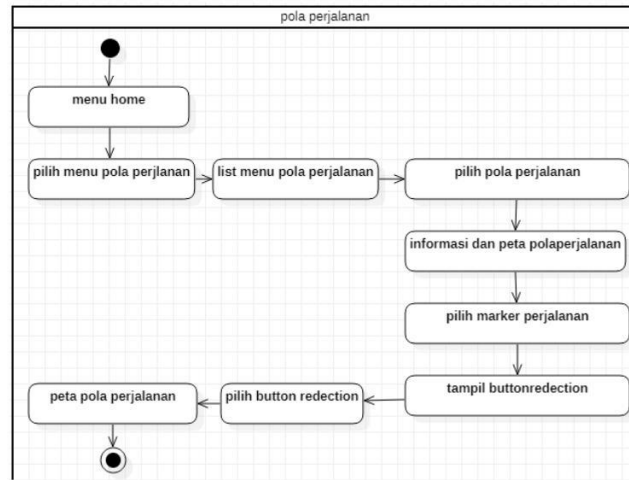 pola perjalanan
menu home
pilih menu pola perjlanan
list menu pola perjalanan
pilih pola perjalanan
informasi dan peta polaperjalanan
pilih marker perjalanan
tampil buttonredection
pilih button redection
peta pola perjalanan